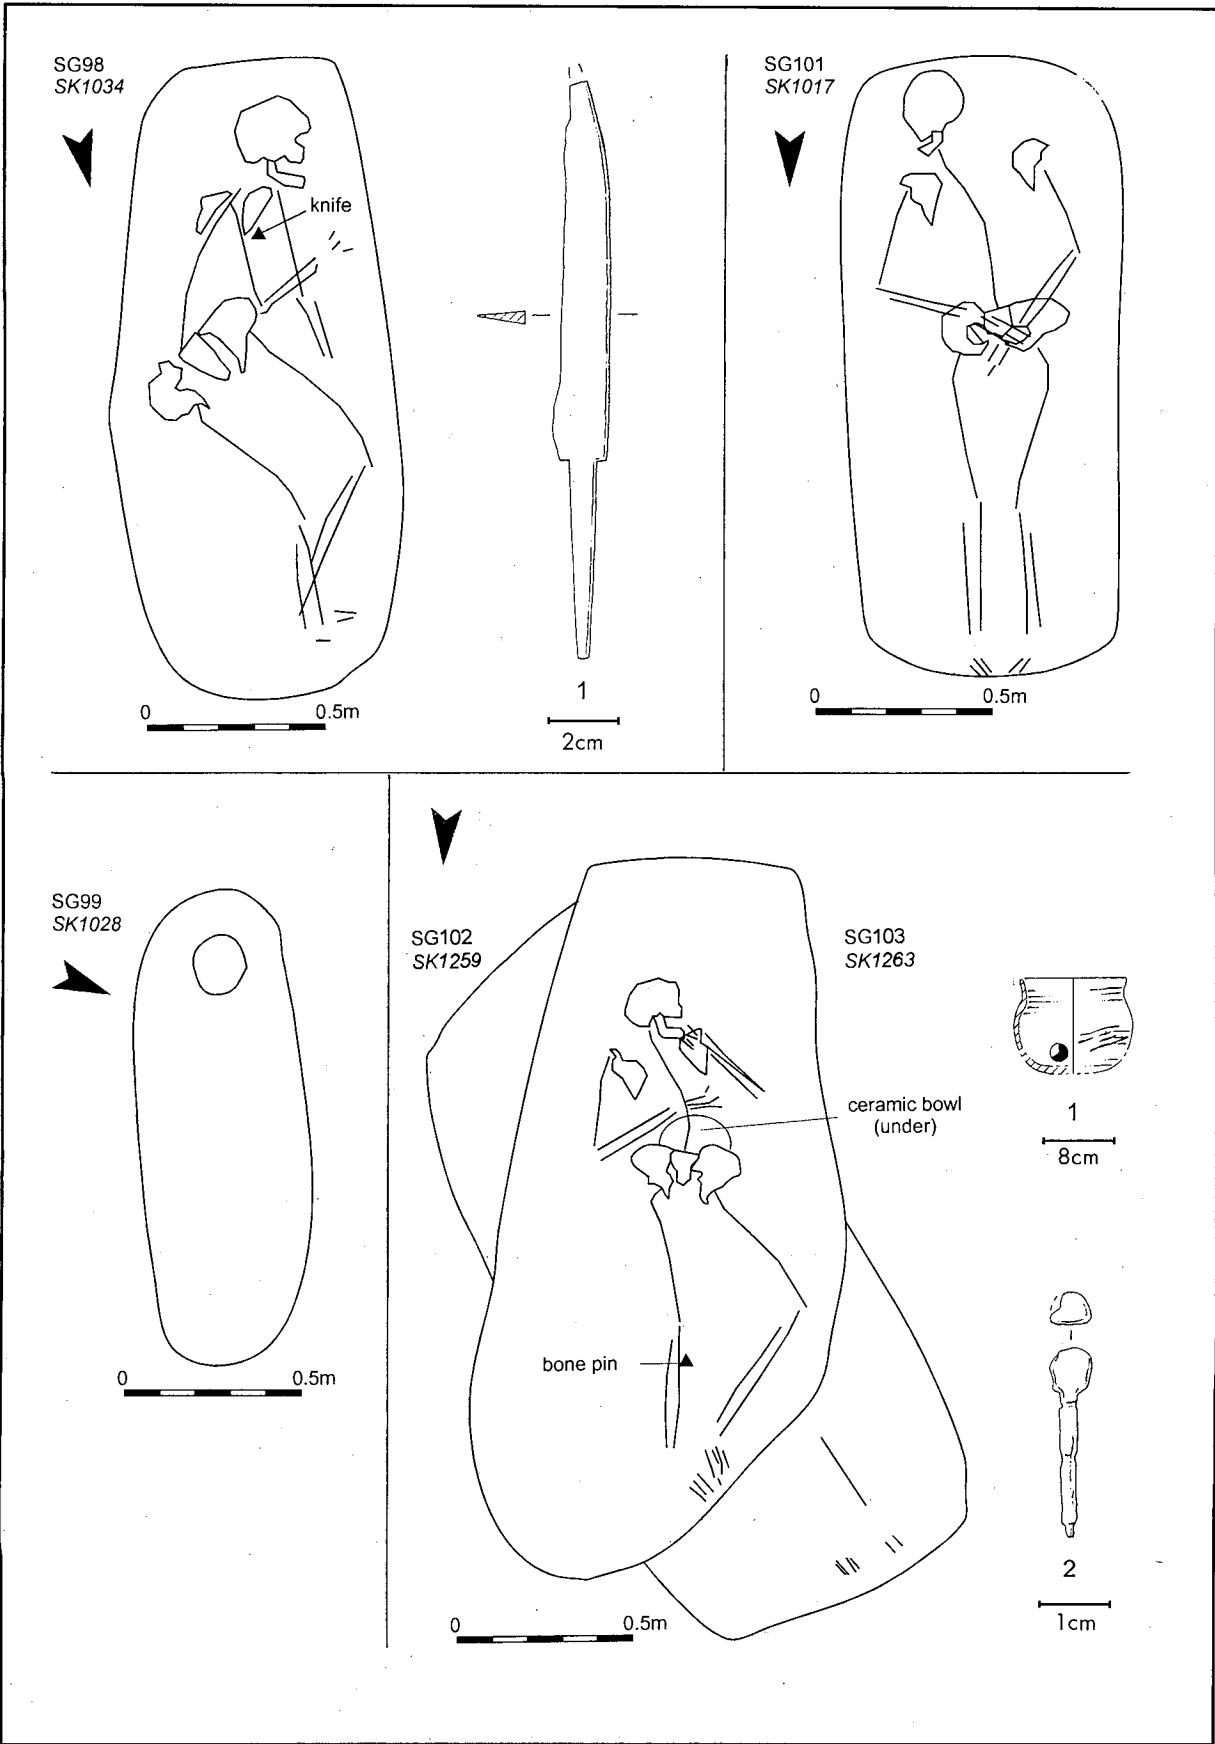 SG98
SK1034
knife
0 0.5m
1
2cm
SG101
SK1017
0 0.5m
SG99
SK1028
0 0.5m
SG102
SK1259
SG103
SK1263
ceramic bowl
(under)
bone pin
0 0.5m
1
8cm
2
1cm